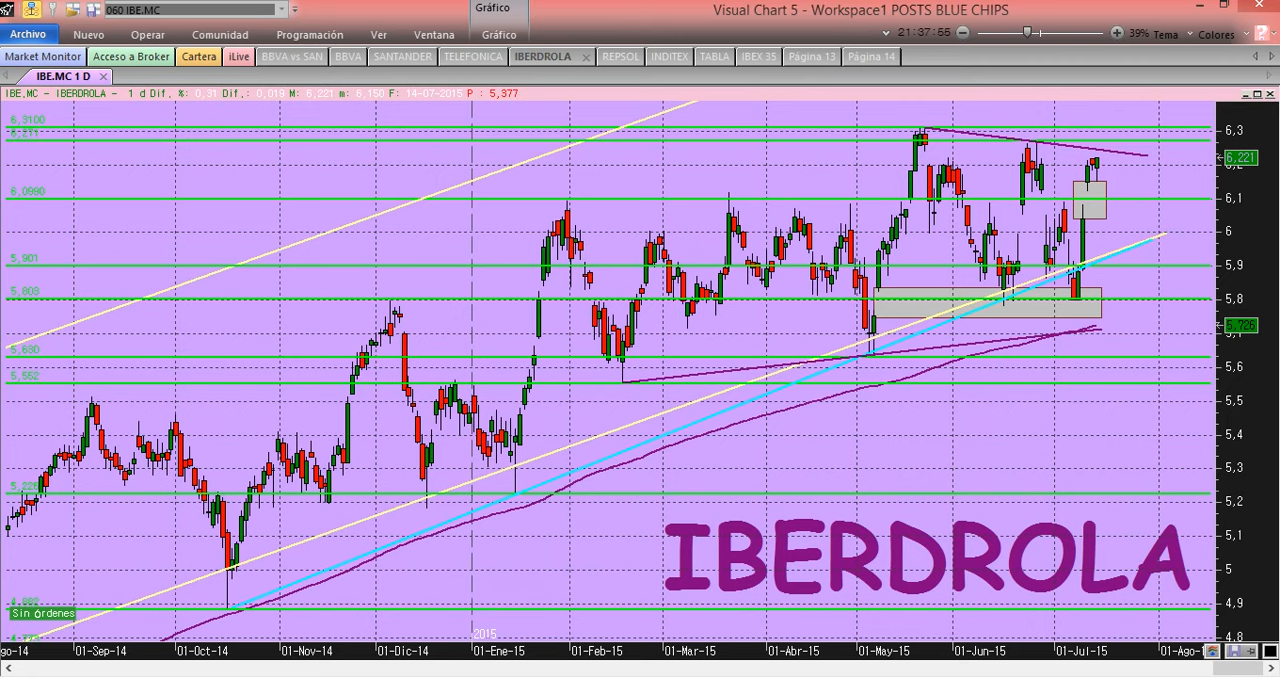 Gráfico
Visual Chart 5 - Workspace1 POSTS BLUE CHIPS
060 IBE.MC
Archivo Nuevo Operar Comunidad Programación Ver Ventana Gráfico 21:37:55 39% Tema Colores
Market Monitor Acceso a Broker Cartera iLive BBVA vs SAN BBVA SANTANDER TELEFONICA IBERDROLA REPSOL INDITEX TABLA IBEX 35 Página 13 Página 14
IBE.MC 1 D
IBE.MC - IBERDROLA - 1 d Dif. %: 0,31 Dif.: 0,019 M: 6,221 m: 6,150 F: 14-07-2015 P : 5,377
6,3100
6,3
6,221
6,0990
6,1
6
5,901
5,9
5,803
5,8
5,726
5,630
5,6
5,552
5,5
5,4
5,3
5,226
5,2
5,1
IBERDROLA
5
4,9
Sin órdenes
2015
4,8
go-14 01-Sep-14 01-Oct-14 01-Nov-14 01-Dic-14 01-Ene-15 01-Feb-15 01-Mar-15 01-Abr-15 01-May-15 01-Jun-15 01-Jul-15 01-Ago-1